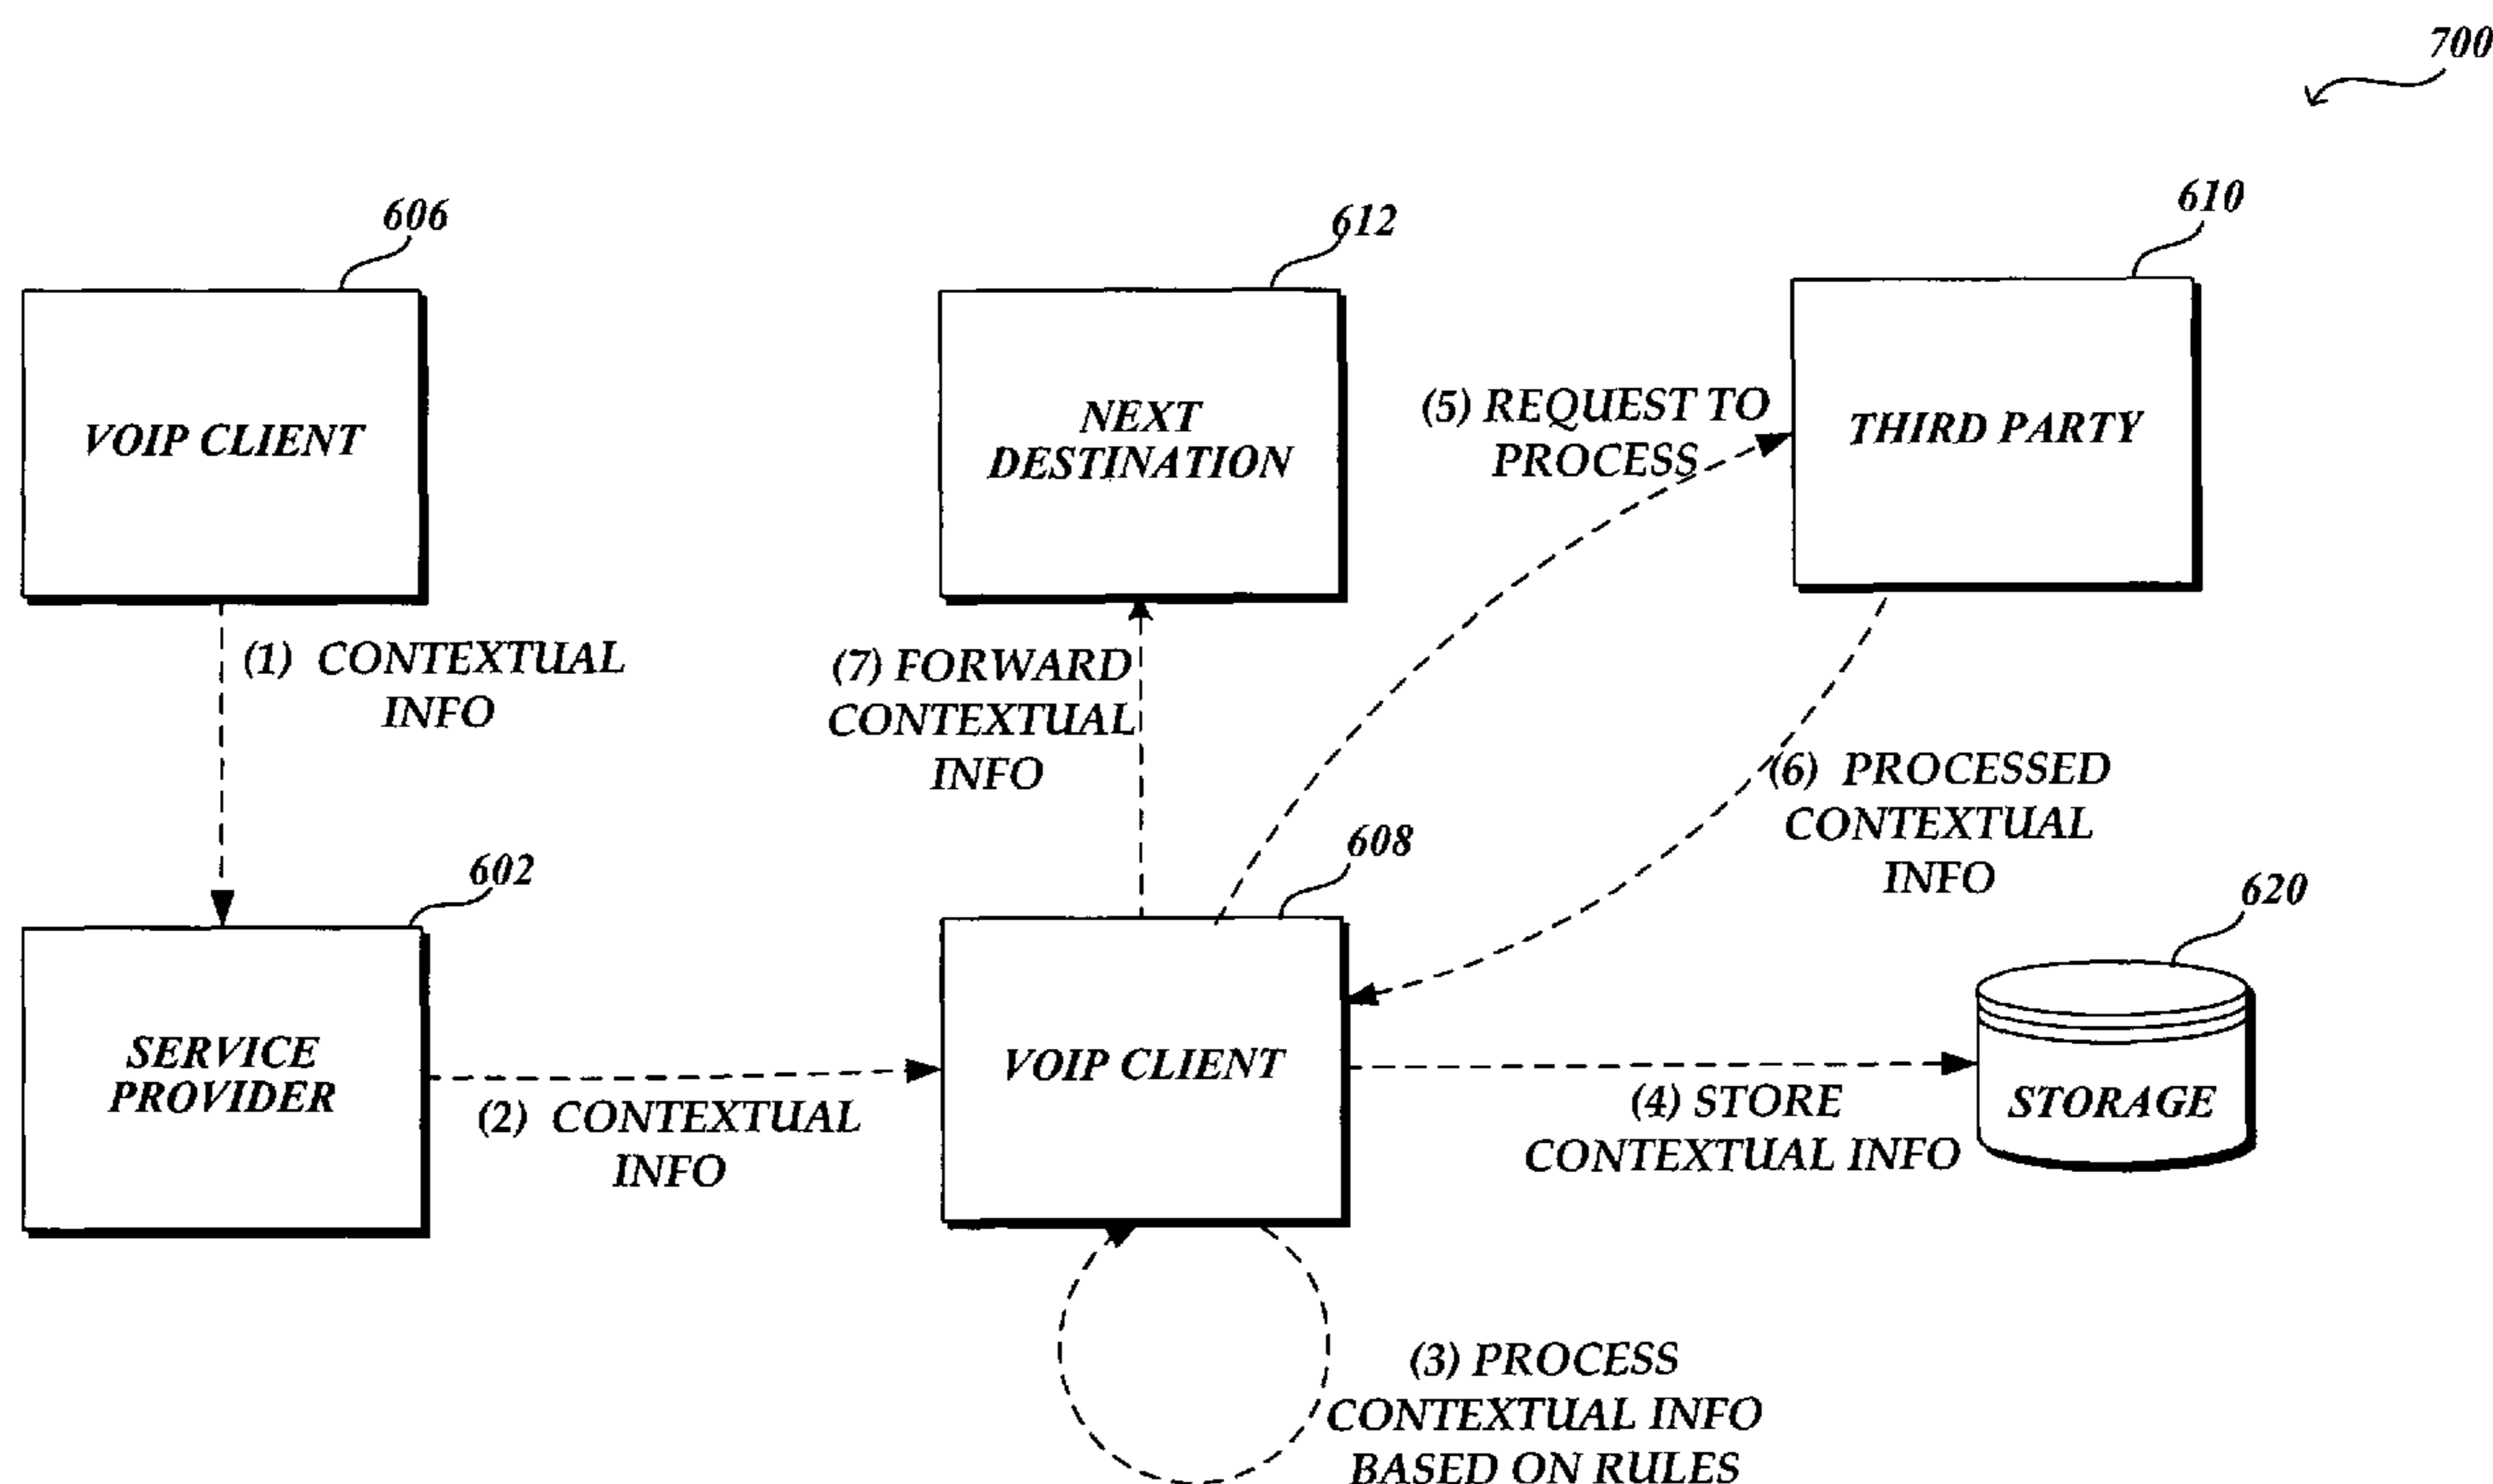 700
606
612
610
VOIP CLIENT
NEXT
DESTINATION
THIRD PARTY
(5) REQUEST TO
PROCESS
(1) CONTEXTUAL
INFO
(7) FORWARD
CONTEXTUAL
INFO
(6) PROCESSED
CONTEXTUAL
INFO
602
608
620
SERVICE
PROVIDER
(2) CONTEXTUAL
INFO
VOIP CLIENT
(4) STORE
CONTEXTUAL INFO
STORAGE
(3) PROCESS
CONTEXTUAL INFO
BASED ON RULES